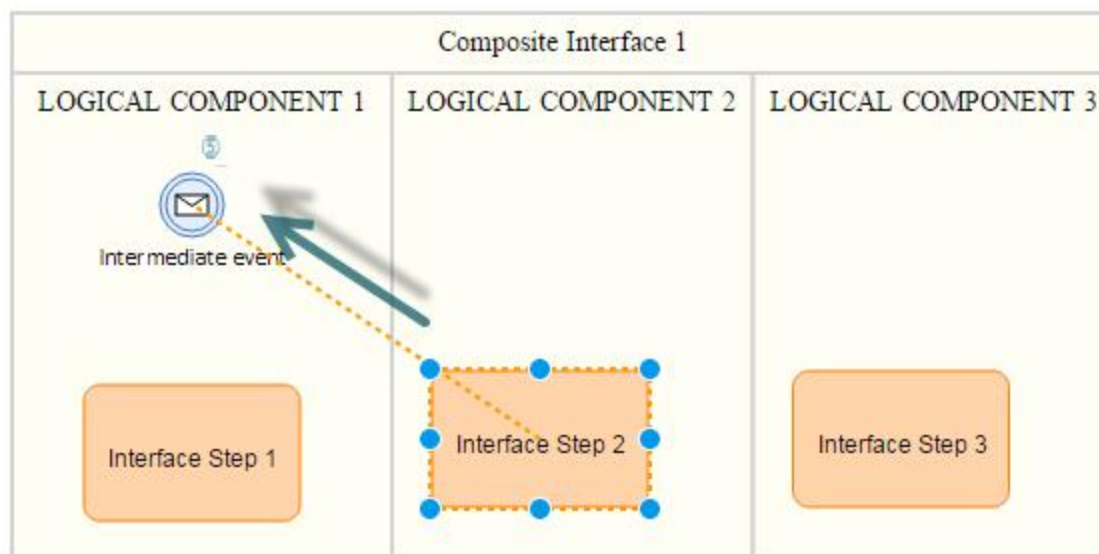 Composite Interface 1
LOGICAL COMPONENT 1 LOGICAL COMPONENT 2 LOGICAL COMPONENT 3
Intermediate event
Interface Step 1 Interface Step 2 Interface Step 3